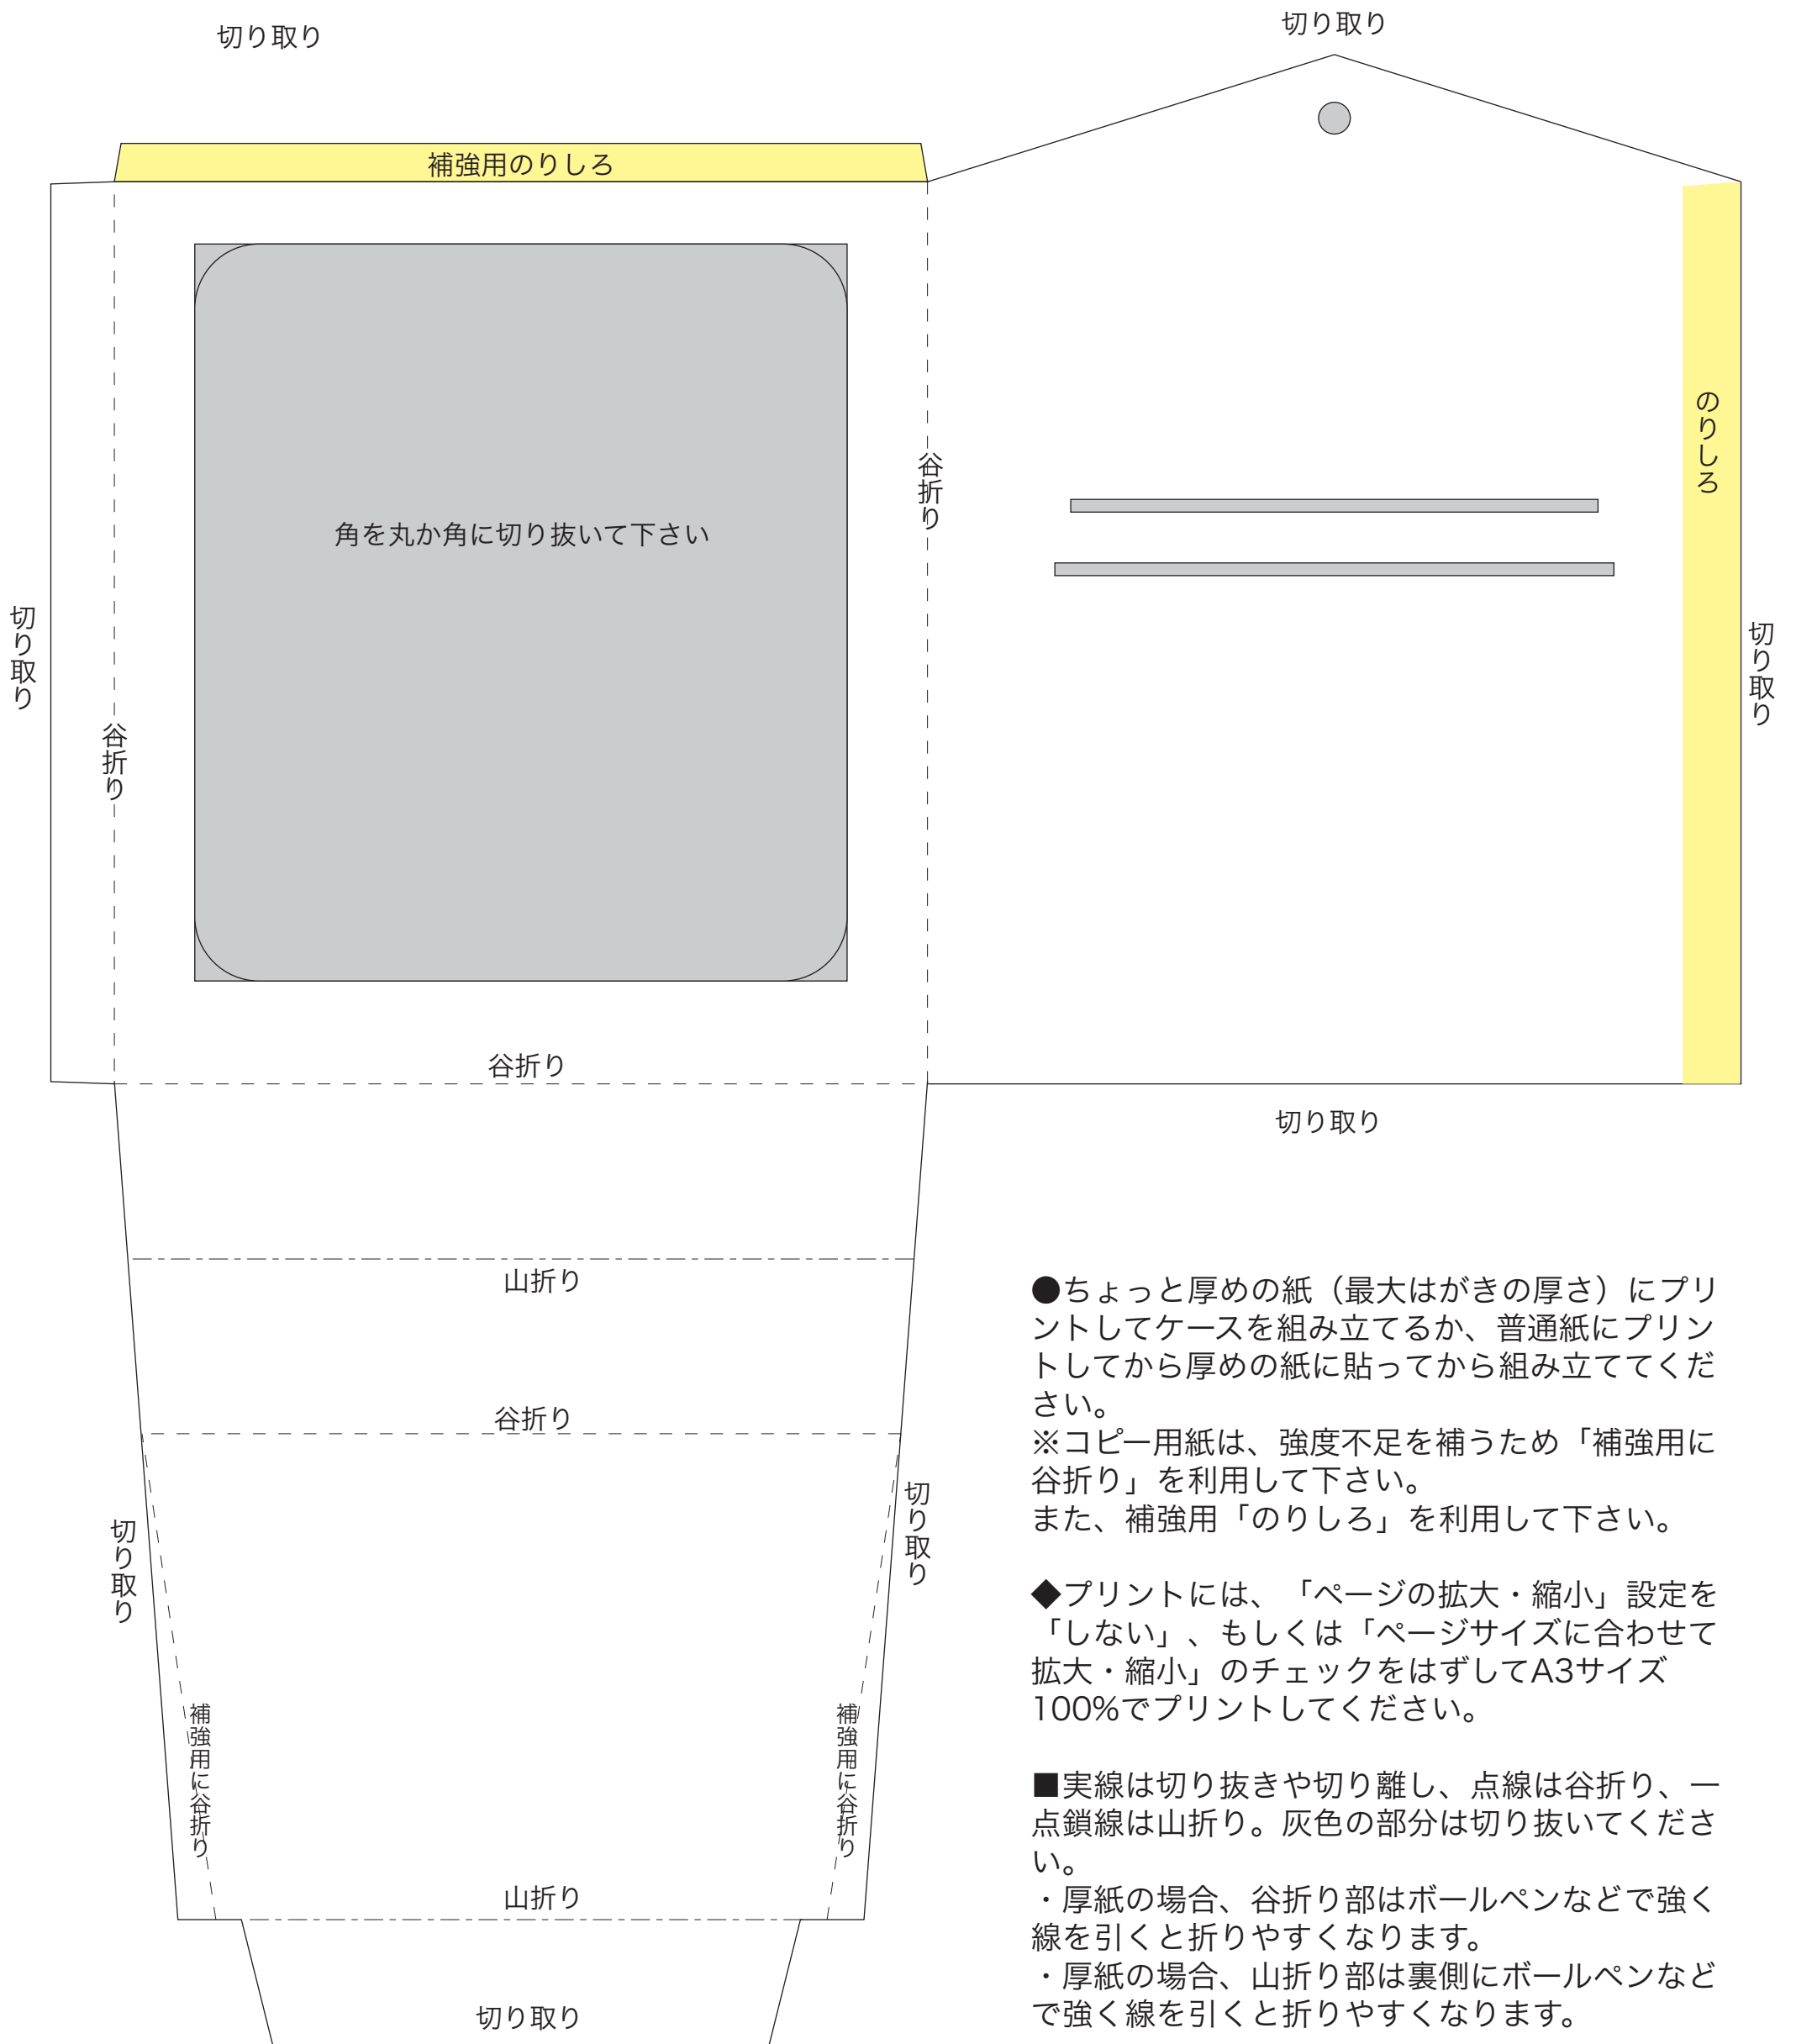 切り取り
切り取り
補強用のりしろ
のりしろ
谷折り
角を丸か角に切り抜いて下さい
切り取り
切り取り
谷折り
谷折り
切り取り
山折り
谷折り
切り取り
切り取り
補強用に谷折り
補強用に谷折り
山折り
切り取り
●ちょっと厚めの紙（最大はがきの厚さ）にプリ
ントしてケースを組み立てるか、普通紙にプリン
トしてから厚めの紙に貼ってから組み立ててくだ
さい。
※コピー用紙は、強度不足を補うため「補強用に
谷折り」を利用して下さい。
また、補強用「のりしろ」を利用して下さい。
◆プリントには、「ページの拡大・縮小」設定を
「しない」、もしくは「ページサイズに合わせて
拡大・縮小」のチェックをはずしてA3サイズ
100%でプリントしてください。
■実線は切り抜きや切り離し、点線は谷折り、一
点鎖線は山折り。灰色の部分は切り抜いてくださ
い。
・厚紙の場合、谷折り部はボールペンなどで強く
線を引くと折りやすくなります。
・厚紙の場合、山折り部は裏側にボールペンなど
で強く線を引くと折りやすくなります。